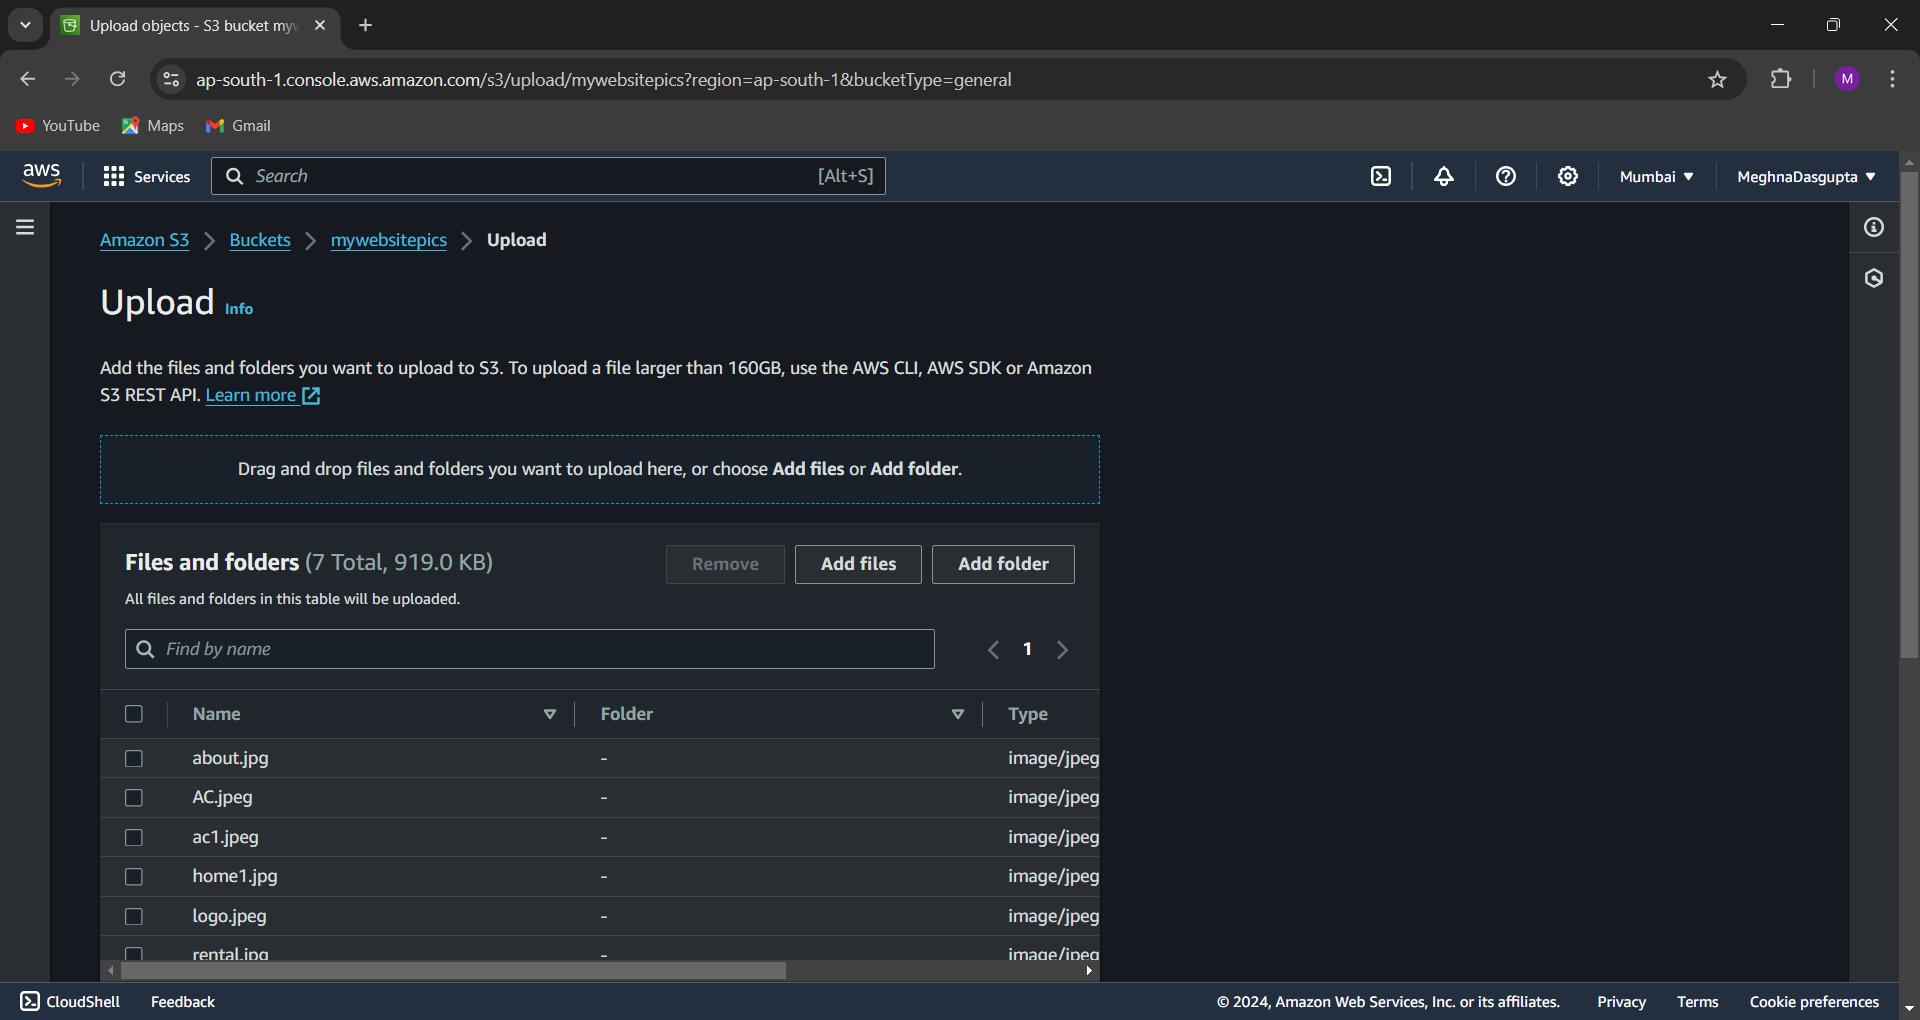 Upload objects - S3 bucket myw
ap-south-1.console.aws.amazon.com/s3/upload/mywebsitepics?region=ap-south-1&bucketType=general
M
YouTube Maps Gmail
aws Services Search [Alt+S] Mumbai MeghnaDasgupta
Amazon S3 Buckets mywebsitepics Upload
Upload Info
Add the files and folders you want to upload to S3. To upload a file larger than 160GB, use the AWS CLI, AWS SDK or Amazon
S3 REST API. Learn more
Drag and drop files and folders you want to upload here, or choose Add files or Add folder.
Files and folders (7 Total, 919.0 KB) Remove Add files Add folder
All files and folders in this table will be uploaded.
Find by name 1
Name Folder Type
about.jpg - image/jpeg
AC.jpeg - image/jpeg
ac1.jpeg - image/jpeg
home1.jpg - image/jpeg
logo.jpeg - image/jpeg
rental.jpg - image/jpeg
CloudShell Feedback © 2024, Amazon Web Services, Inc. or its affiliates. Privacy Terms Cookie preferences